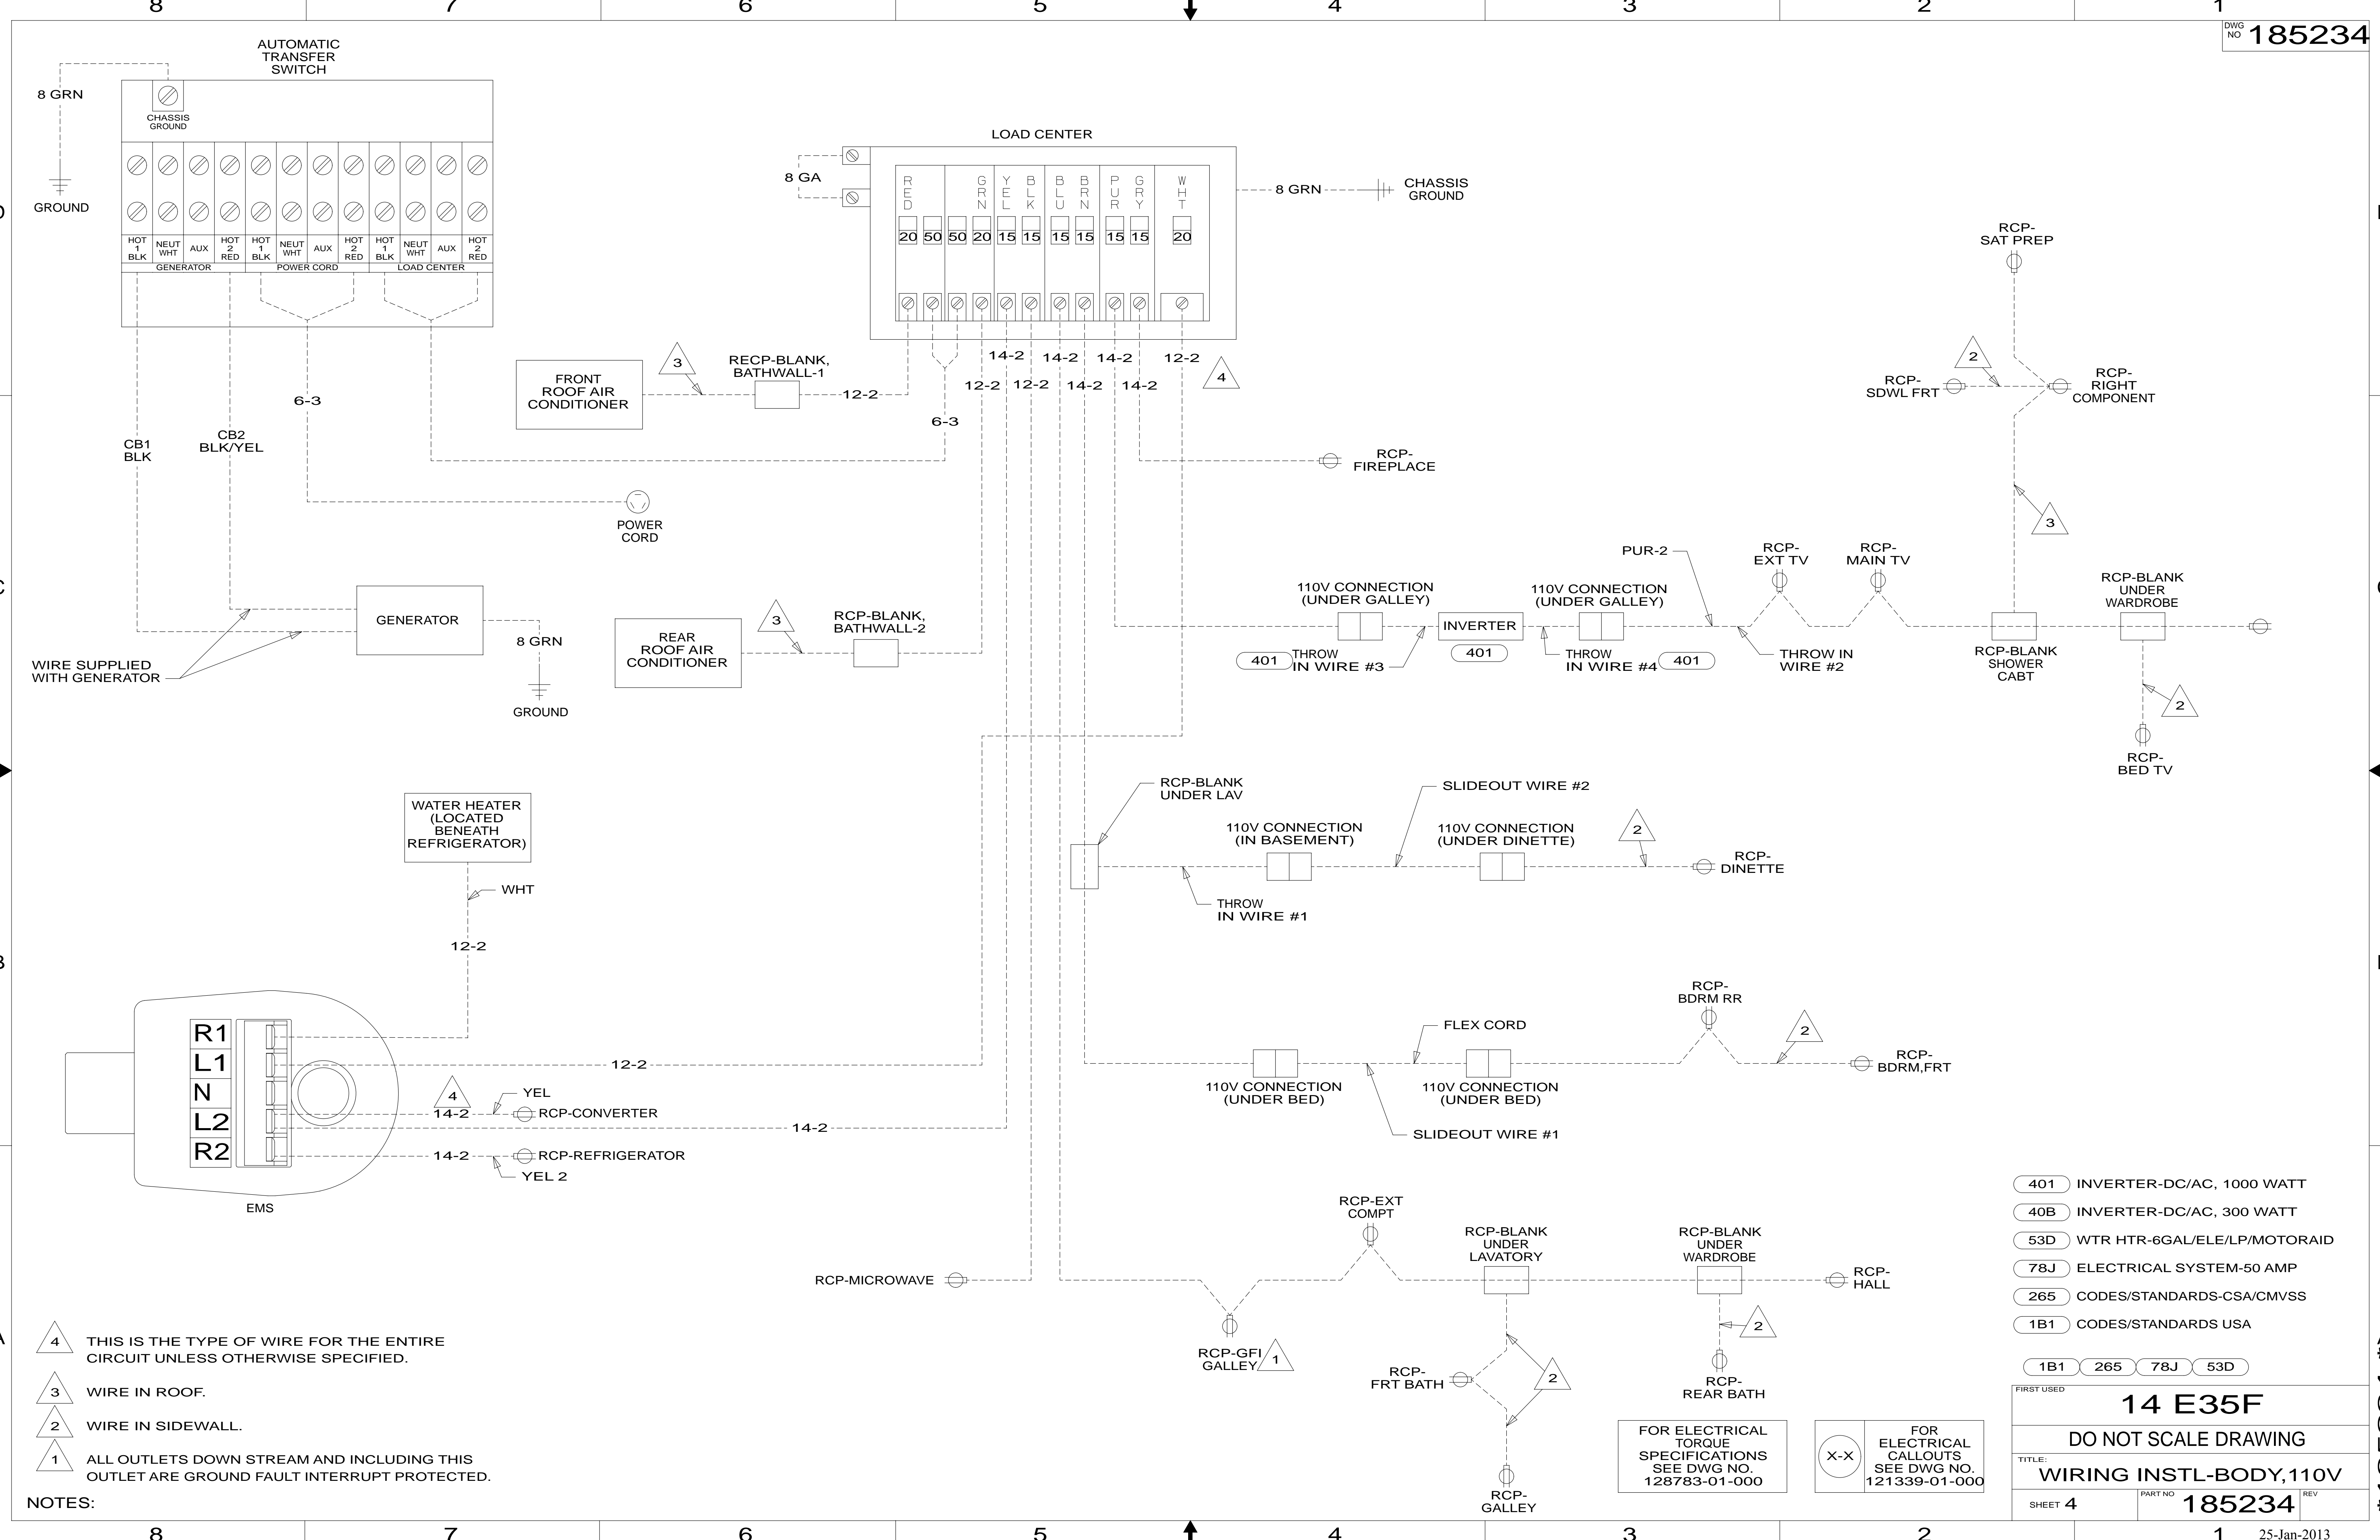 8 7 6 5 4 3 2 1
DWG
NO 185234
AUTOMATIC
TRANSFER
SWITCH
8 GRN
GROUND
CHASSIS
GROUND
HOT
1
BLK
NEUT
WHT
AUX
HOT
2
RED
HOT
1
BLK
NEUT
WHT
AUX
HOT
2
RED
HOT
1
BLK
NEUT
WHT
AUX
HOT
2
RED
GENERATOR
POWER CORD
LOAD CENTER
LOAD CENTER
8 GA
RED
GRN
YEL
BLK
BLU
BRN
PUR
GRY
WHT
20 50 50 20 15 15 15 15 15 15 20
8 GRN
CHASSIS
GROUND
14-2 14-2 14-2 12-2
12-2 12-2 14-2 14-2
4
FRONT
ROOF AIR
CONDITIONER
3
RECP-BLANK,
BATHWALL-1
12-2
6-3
6-3
CB1
BLK
CB2
BLK/YEL
POWER
CORD
GENERATOR
8 GRN
GROUND
WIRE SUPPLIED
WITH GENERATOR
REAR
ROOF AIR
CONDITIONER
3
RCP-BLANK,
BATHWALL-2
RCP-
FIREPLACE
RCP-
SAT PREP
2
RCP-
SDWL FRT
RCP-
RIGHT
COMPONENT
3
PUR-2
RCP-
EXT TV
RCP-
MAIN TV
110V CONNECTION
(UNDER GALLEY)
INVERTER
401
110V CONNECTION
(UNDER GALLEY)
401
THROW
IN WIRE #3
THROW
IN WIRE #4
401
THROW IN
WIRE #2
RCP-BLANK
SHOWER
CABT
RCP-BLANK
UNDER
WARDROBE
2
RCP-
BED TV
RCP-BLANK
UNDER LAV
THROW
IN WIRE #1
110V CONNECTION
(IN BASEMENT)
SLIDEOUT WIRE #2
110V CONNECTION
(UNDER DINETTE)
2
RCP-
DINETTE
WATER HEATER
(LOCATED
BENEATH
REFRIGERATOR)
WHT
12-2
R1
L1
N
L2
R2
EMS
12-2
4
14-2
YEL
RCP-CONVERTER
14-2
14-2
RCP-REFRIGERATOR
YEL 2
110V CONNECTION
(UNDER BED)
FLEX CORD
SLIDEOUT WIRE #1
110V CONNECTION
(UNDER BED)
RCP-
BDRM RR
2
RCP-
BDRM,FRT
RCP-MICROWAVE
RCP-GFI
GALLEY
1
RCP-EXT
COMPT
RCP-BLANK
UNDER
LAVATORY
RCP-BLANK
UNDER
WARDROBE
RCP-
HALL
RCP-
FRT BATH
2
RCP-
GALLEY
2
RCP-
REAR BATH
401 INVERTER-DC/AC, 1000 WATT
40B INVERTER-DC/AC, 300 WATT
53D WTR HTR-6GAL/ELE/LP/MOTORAID
78J ELECTRICAL SYSTEM-50 AMP
265 CODES/STANDARDS-CSA/CMVSS
1B1 CODES/STANDARDS USA
1B1 265 78J 53D
4 THIS IS THE TYPE OF WIRE FOR THE ENTIRE
CIRCUIT UNLESS OTHERWISE SPECIFIED.
3 WIRE IN ROOF.
2 WIRE IN SIDEWALL.
1 ALL OUTLETS DOWN STREAM AND INCLUDING THIS
OUTLET ARE GROUND FAULT INTERRUPT PROTECTED.
NOTES:
FOR ELECTRICAL
TORQUE
SPECIFICATIONS
SEE DWG NO.
128783-01-000
X-X
FOR
ELECTRICAL
CALLOUTS
SEE DWG NO.
121339-01-000
FIRST USED
14 E35F
DO NOT SCALE DRAWING
TITLE:
WIRING INSTL-BODY,110V
SHEET 4
PART NO 185234
REV
8 7 6 5 4 3 2 1
25-Jan-2013